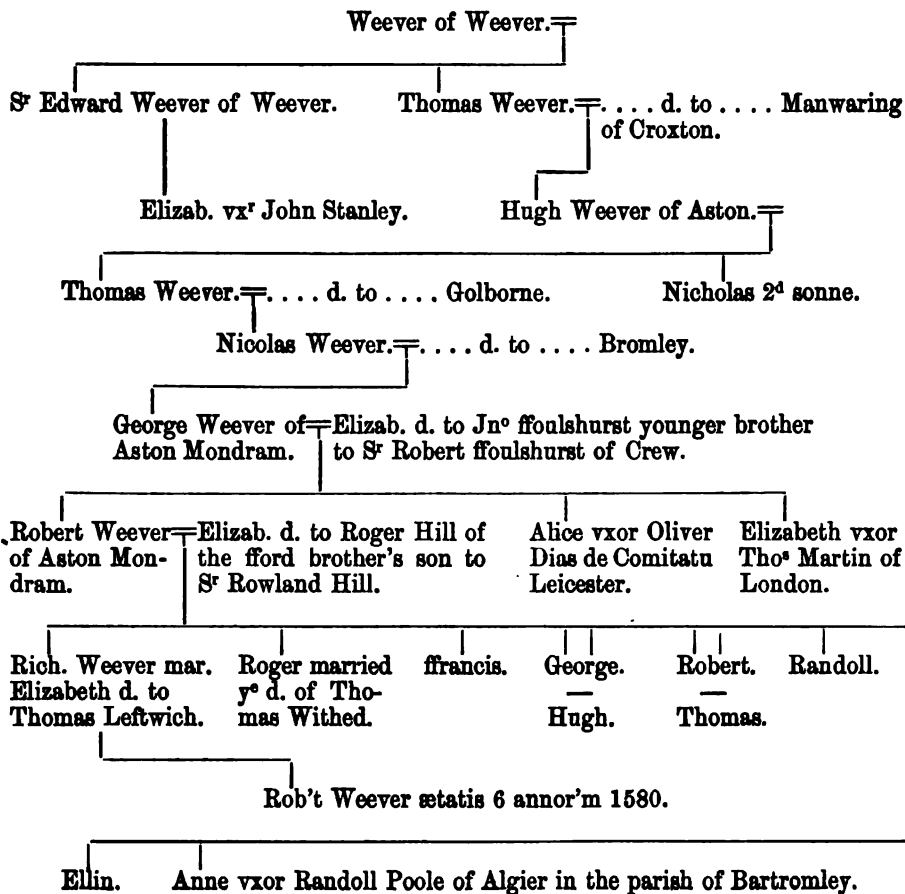 Weever of Weever.
Sʳ Edward Weever of Weever. Thomas Weever. . . . . d. to . . . . Manwaring
of Croxton.
Elizab. vxʳ John Stanley. Hugh Weever of Aston.
Thomas Weever. . . . . d. to . . . . Golborne. Nicholas 2ᵈ sonne.
Nicolas Weever. . . . . d. to . . . . Bromley.
George Weever of Elizab. d. to Jnᵒ ffoulshurst younger brother
Aston Mondram. to Sʳ Robert ffoulshurst of Crew.
Robert Weever Elizab. d. to Roger Hill of Alice vxor Oliver Elizabeth vxor
of Aston Mon- the fford brother's son to Dias de Comitatu Thoˢ Martin of
dram. Sʳ Rowland Hill. Leicester. London.
Rich. Weever mar. Roger married ffrancis. George. Robert. Randoll.
Elizabeth d. to yᵉ d. of Tho-
Thomas Leftwich. mas Withed. Hugh. Thomas.
Rob't Weever ætatis 6 annor'm 1580.
Ellin. Anne vxor Randoll Poole of Algier in the parish of Bartromley.